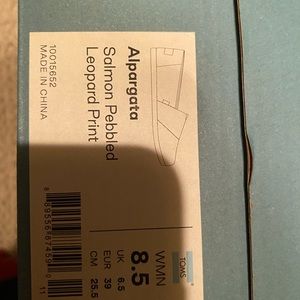 Alpargata
Salmon Pebbled
Leopard Print
10015652
MADE IN CHINA
TOMS
WMN
8.5
UK 6.5
EUR 39
CM 25.5